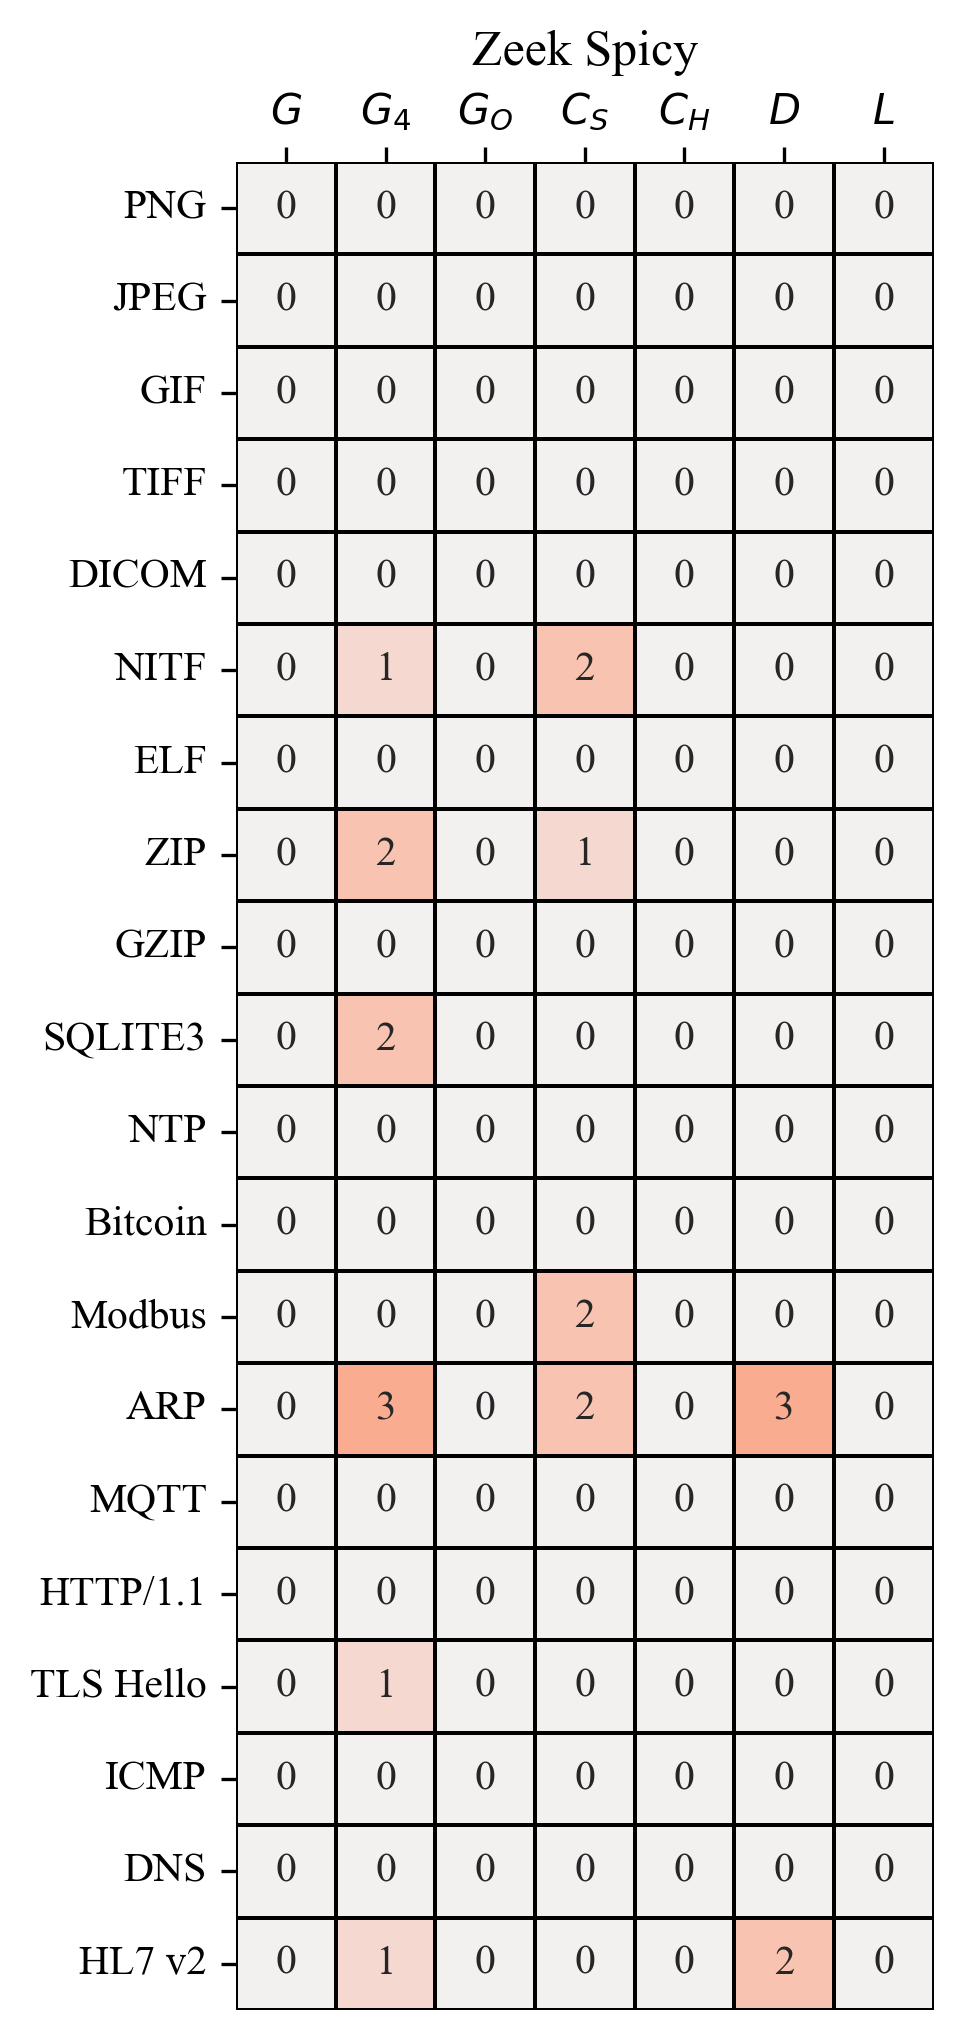 Zeek Spicy
G G4 GO CS CH D L
PNG 0 0 0 0 0 0 0
JPEG 0 0 0 0 0 0 0
GIF 0 0 0 0 0 0 0
TIFF 0 0 0 0 0 0 0
DICOM 0 0 0 0 0 0 0
NITF 0 1 0 2 0 0 0
ELF 0 0 0 0 0 0 0
ZIP 0 2 0 1 0 0 0
GZIP 0 0 0 0 0 0 0
SQLITE3 0 2 0 0 0 0 0
NTP 0 0 0 0 0 0 0
Bitcoin 0 0 0 0 0 0 0
Modbus 0 0 0 2 0 0 0
ARP 0 3 0 2 0 3 0
MQTT 0 0 0 0 0 0 0
HTTP/1.1 0 0 0 0 0 0 0
TLS Hello 0 1 0 0 0 0 0
ICMP 0 0 0 0 0 0 0
DNS 0 0 0 0 0 0 0
HL7 v2 0 1 0 0 0 2 0